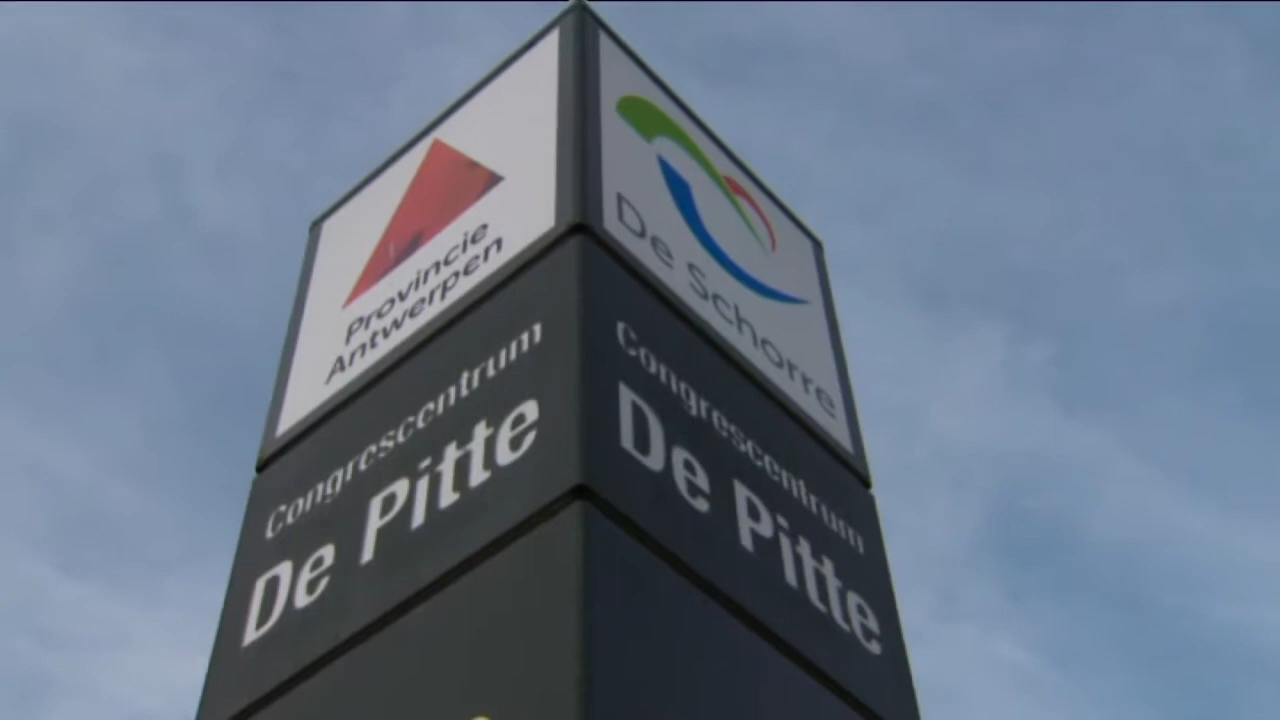 Provincie
Antwerpen
Congrescentrum
De Pitte
De Schorre
Congrescentrum
De Pitte